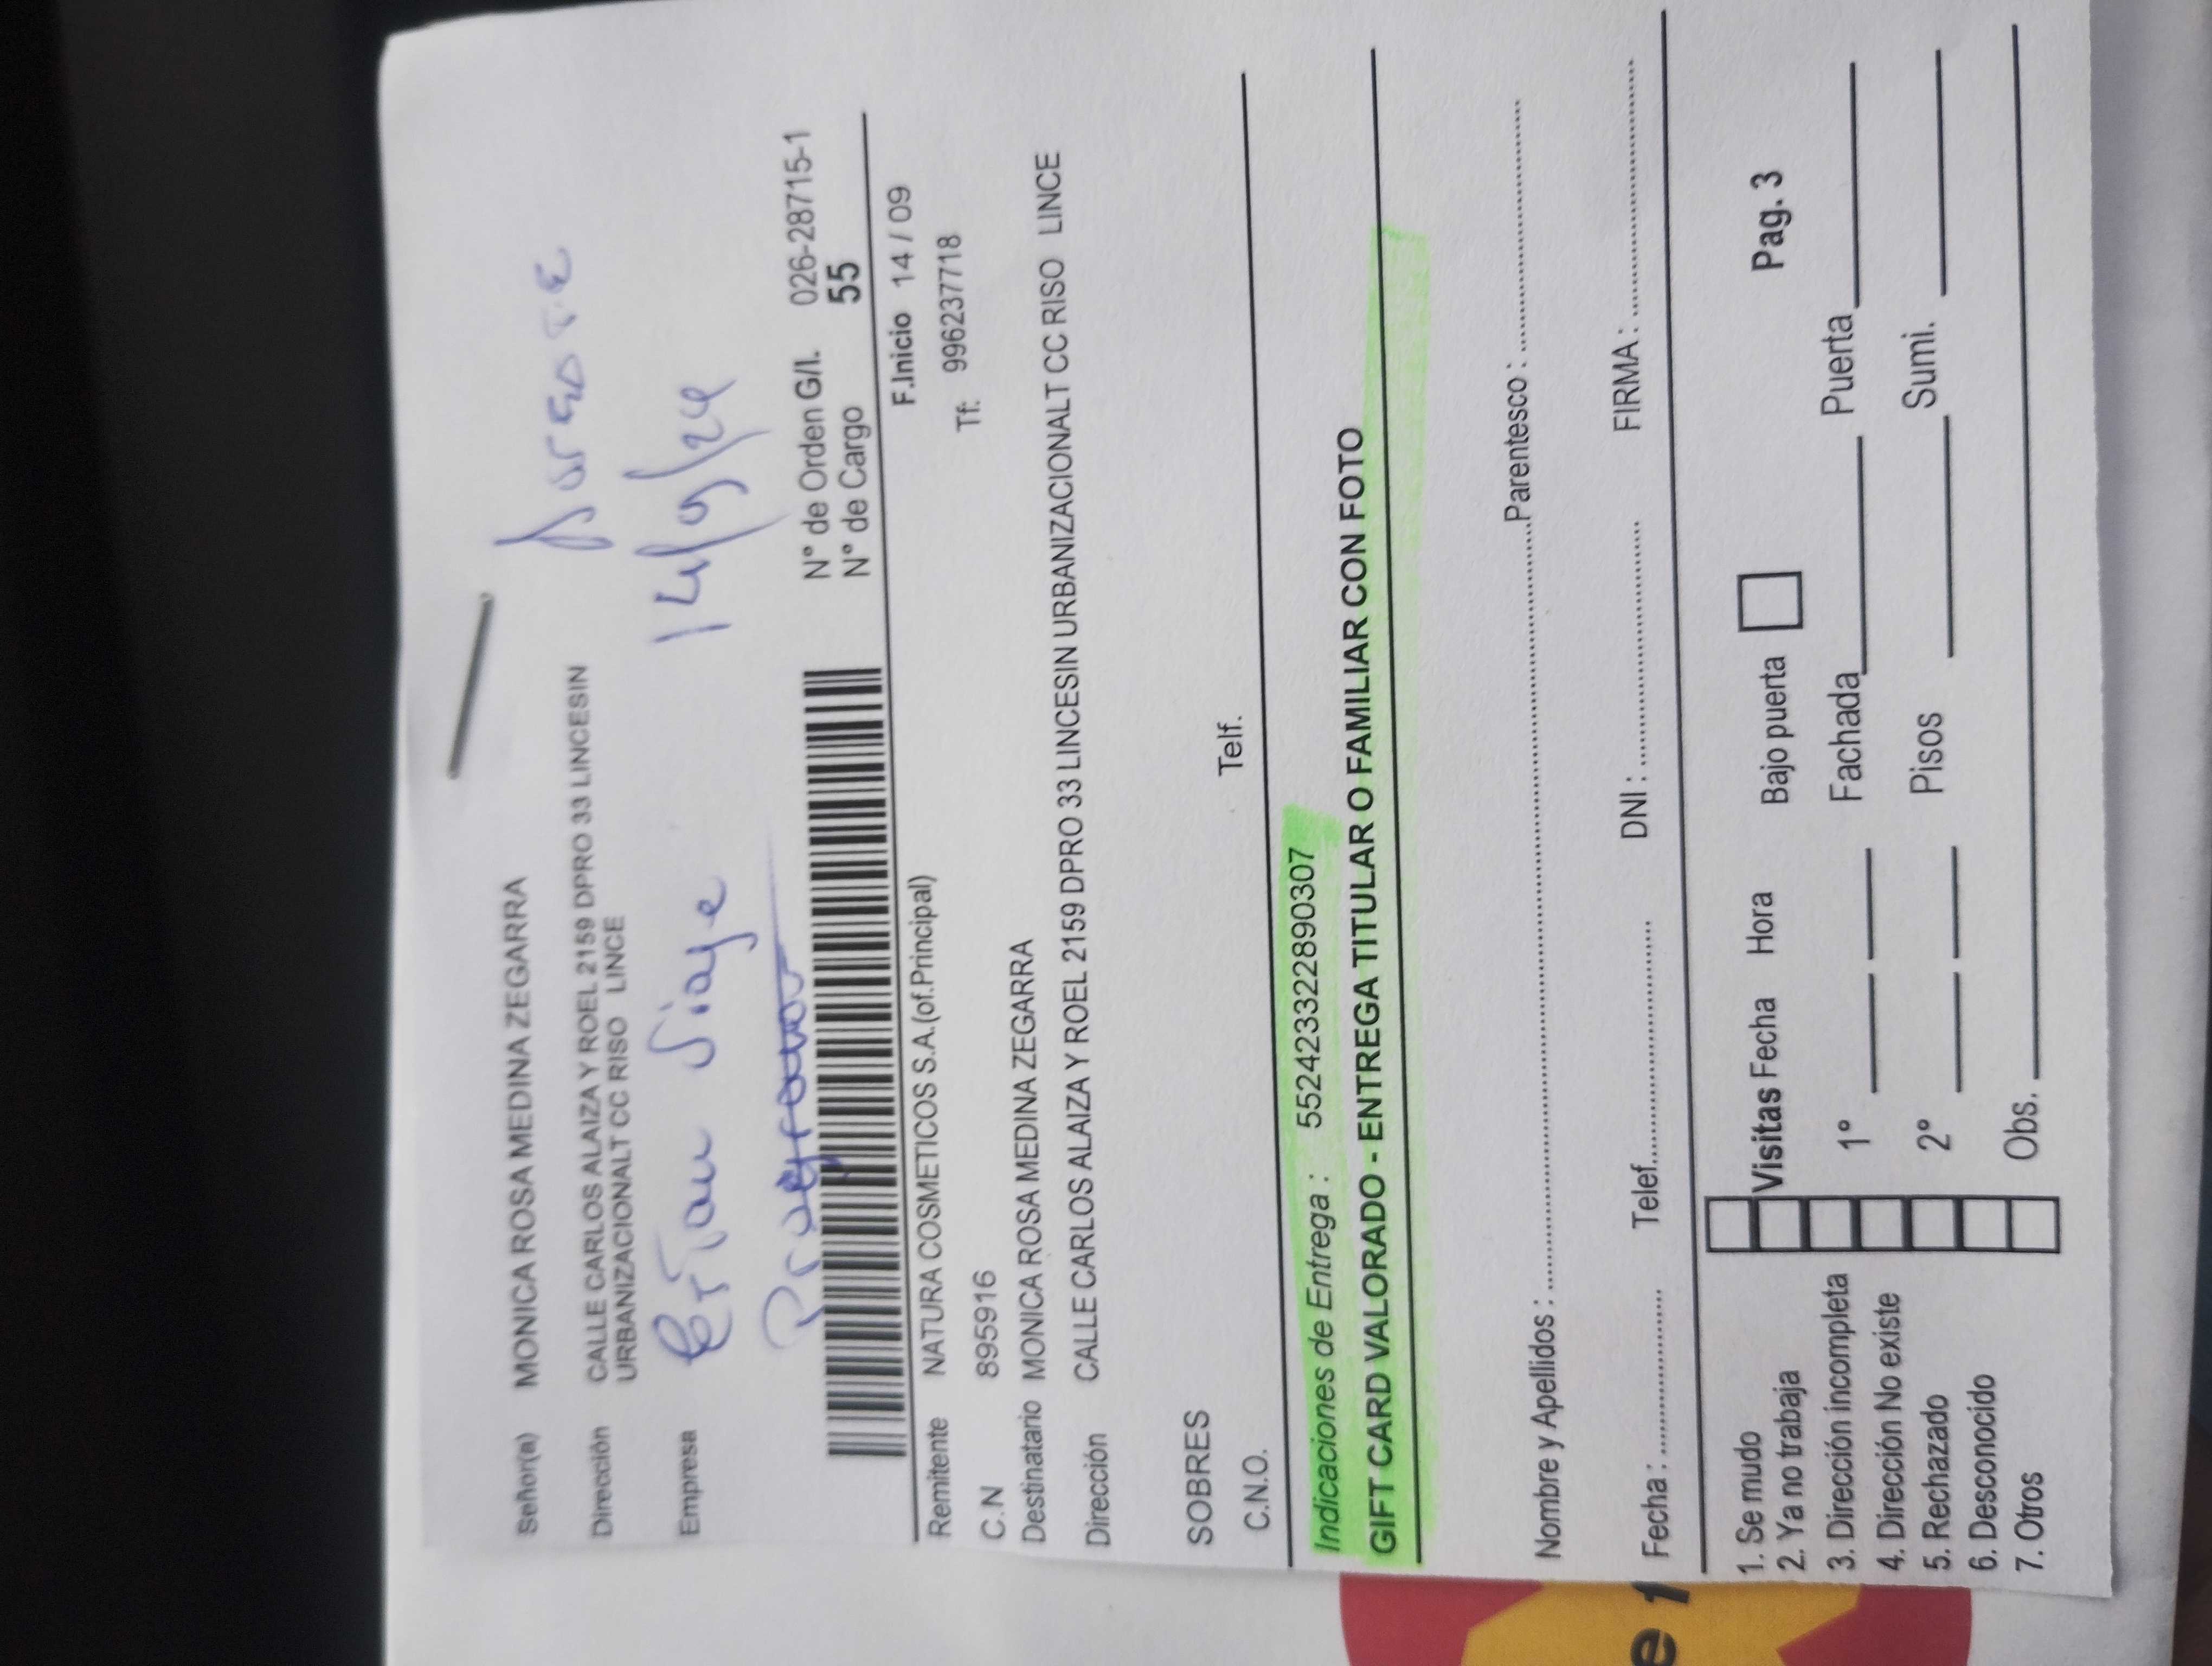 Señor(a) MONICA ROSA MEDINA ZEGARRA
Dirección CALLE CARLOS ALAIZA Y ROEL 2159 DPRO 33 LINCESIN
URBANIZACIONALT CC RISO LINCE
Empresa
14/09/24
N° de Orden G/I. 026-28715-1
N° de Cargo 55
Remitente NATURA COSMETICOS S.A.(of.Principal) F.Inicio 14 / 09
C.N 895916 Tf: 996237718
Destinatario MONICA ROSA MEDINA ZEGARRA
Dirección CALLE CARLOS ALAIZA Y ROEL 2159 DPRO 33 LINCESIN URBANIZACIONALT CC RISO LINCE
SOBRES
C.N.O. Telf.
Indicaciones de Entrega : 5524233322890307
GIFT CARD VALORADO - ENTREGA TITULAR O FAMILIAR CON FOTO
Nombre y Apellidos : Parentesco :
Fecha : Telef. DNI : FIRMA :
1. Se mudo Visitas Fecha Hora Bajo puerta Pag. 3
2. Ya no trabaja
3. Dirección incompleta 1° Fachada Puerta
4. Dirección No existe
5. Rechazado 2° Pisos Sumi.
6. Desconocido
7. Otros Obs.